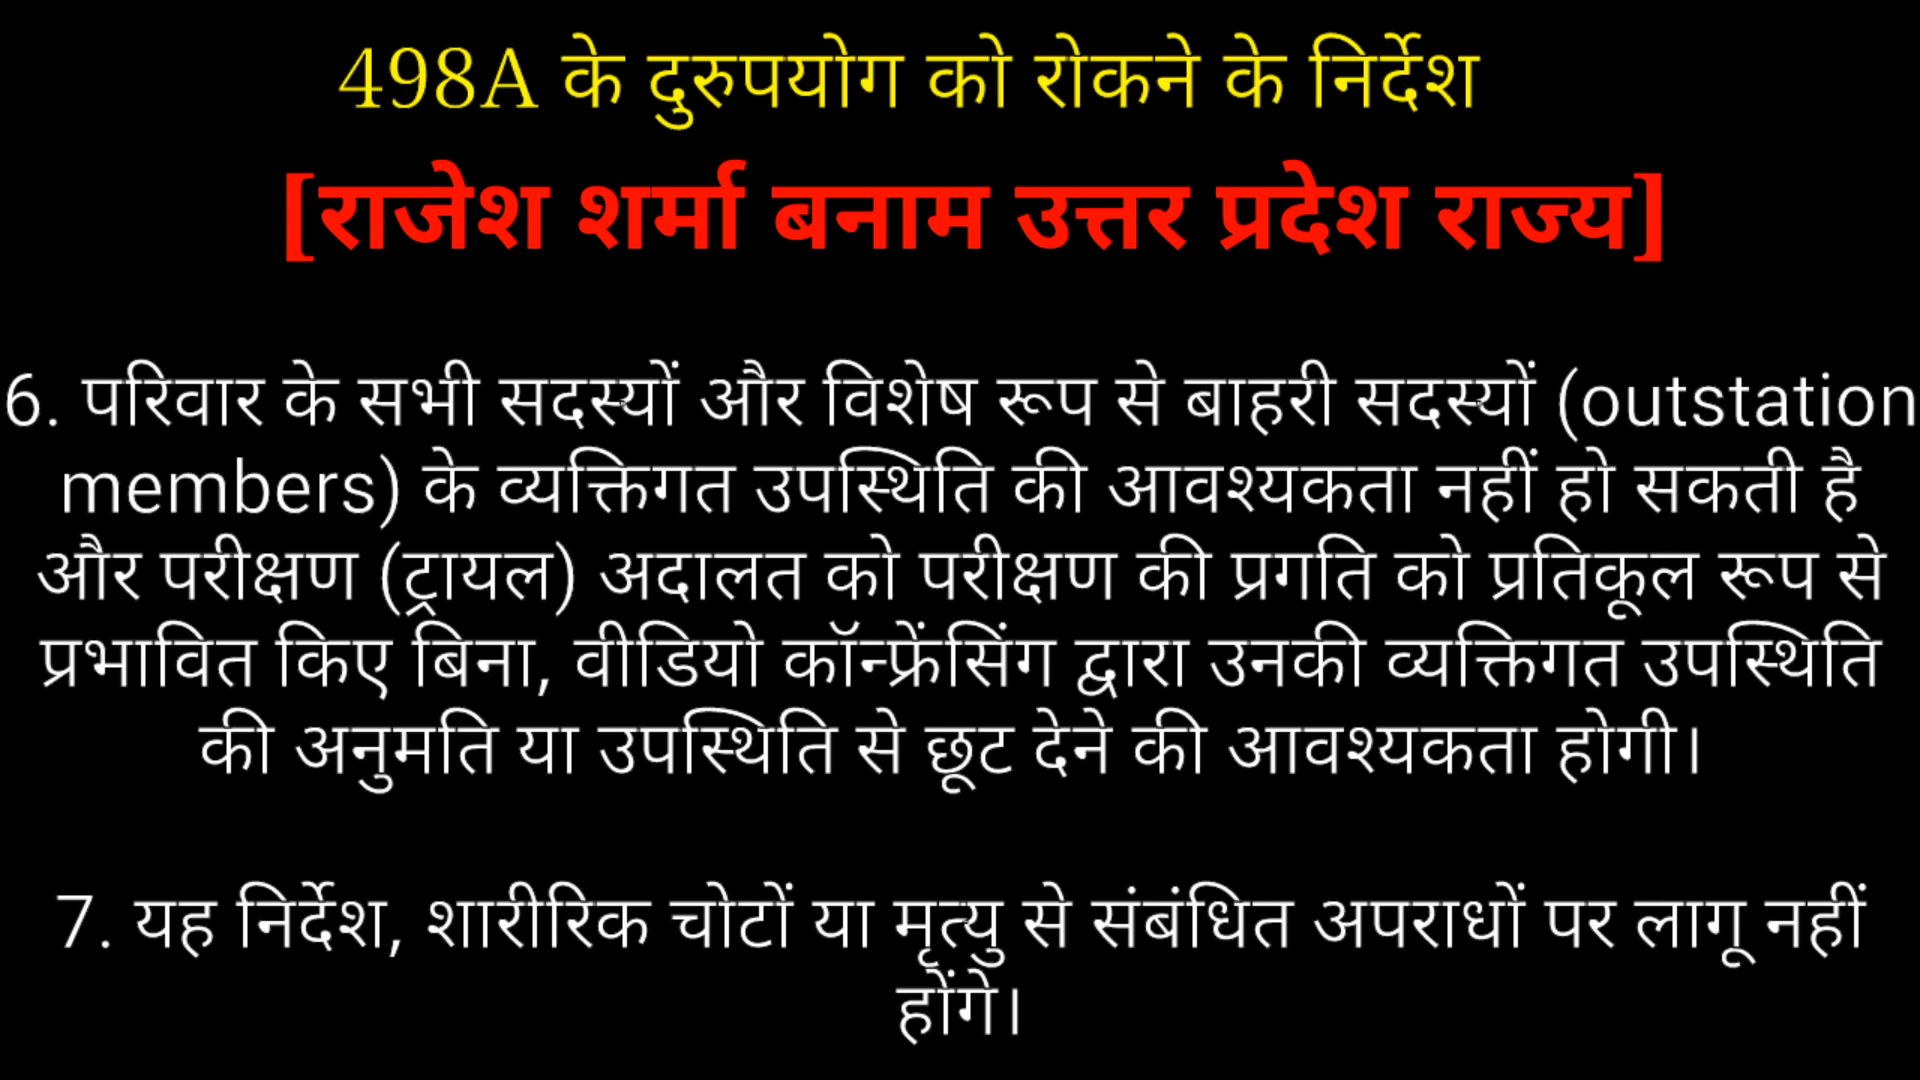 498A के दुरुपयोग को रोकने के निर्देश
[राजेश शर्मा बनाम उत्तर प्रदेश राज्य]
6. परिवार के सभी सदस्यों और विशेष रूप से बाहरी सदस्यों (outstation
members) के व्यक्तिगत उपस्थिति की आवश्यकता नहीं हो सकती है
और परीक्षण (ट्रायल) अदालत को परीक्षण की प्रगति को प्रतिकूल रूप से
प्रभावित किए बिना, वीडियो कॉन्फ्रेंसिंग द्वारा उनकी व्यक्तिगत उपस्थिति
की अनुमति या उपस्थिति से छूट देने की आवश्यकता होगी।
7. यह निर्देश, शारीरिक चोटों या मृत्यु से संबंधित अपराधों पर लागू नहीं
होंगे।